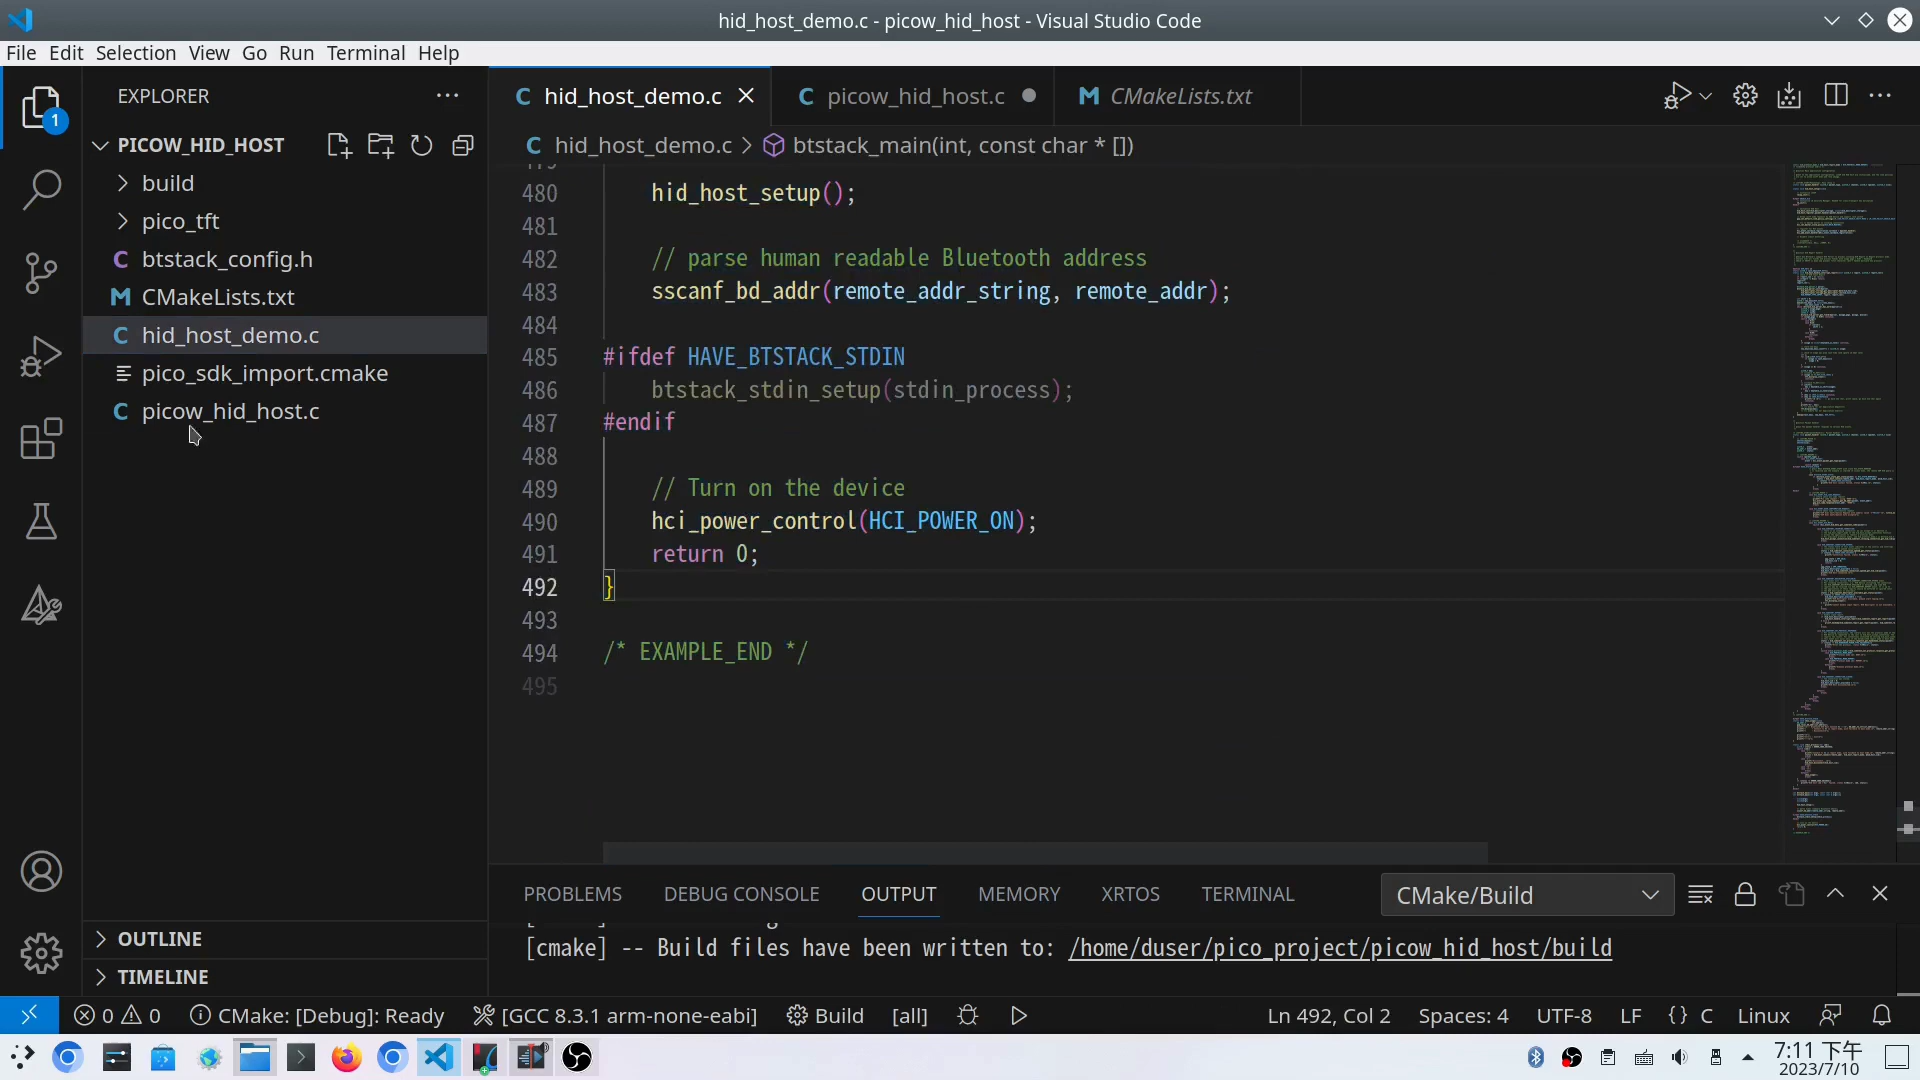 hid_host_demo.c - picow_hid_host - Visual Studio Code
File Edit Selection View Go Run Terminal Help
1
EXPLORER
hid_host_demo.c
picow_hid_host.c
CMakeLists.txt
PICOW_HID_HOST
hid_host_demo.c > btstack_main(int, const char * [])
build
pico_tft
btstack_config.h
CMakeLists.txt
hid_host_demo.c
pico_sdk_import.cmake
picow_hid_host.c
480 hid_host_setup();
481
482 // parse human readable Bluetooth address
483 sscanf_bd_addr(remote_addr_string, remote_addr);
484
485 #ifdef HAVE_BTSTACK_STDIN
486 btstack_stdin_setup(stdin_process);
487 #endif
488
489 // Turn on the device
490 hci_power_control(HCI_POWER_ON);
491 return 0;
492 }
493
494 /* EXAMPLE_END */
495
PROBLEMS DEBUG CONSOLE OUTPUT MEMORY XRTOS TERMINAL
CMake/Build
[cmake] -- Build files have been written to: /home/duser/pico_project/picow_hid_host/build
OUTLINE
TIMELINE
0 0 CMake: [Debug]: Ready [GCC 8.3.1 arm-none-eabi] Build [all] Ln 492, Col 2 Spaces: 4 UTF-8 LF {} C Linux
7:11 下午
2023/7/10